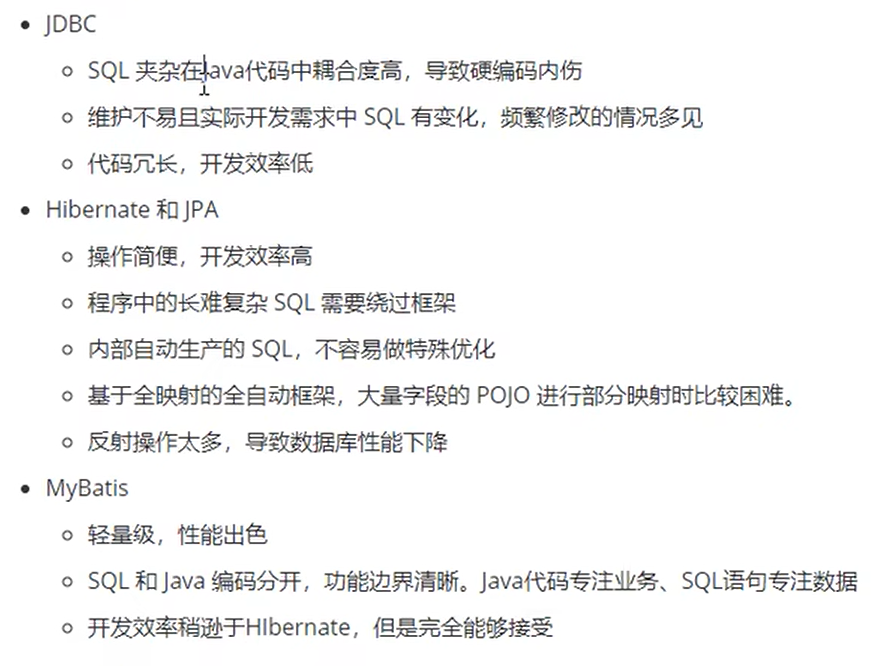 JDBC
SQL 夹杂在Java代码中耦合度高，导致硬编码内伤
维护不易且实际开发需求中 SQL 有变化，频繁修改的情况多见
代码冗长，开发效率低
Hibernate 和 JPA
操作简便，开发效率高
程序中的长难复杂 SQL 需要绕过框架
内部自动生产的 SQL，不容易做特殊优化
基于全映射的全自动框架，大量字段的 POJO 进行部分映射时比较困难。
反射操作太多，导致数据库性能下降
MyBatis
轻量级，性能出色
SQL 和 Java 编码分开，功能边界清晰。Java代码专注业务、SQL语句专注数据
开发效率稍逊于HIbernate，但是完全能够接受